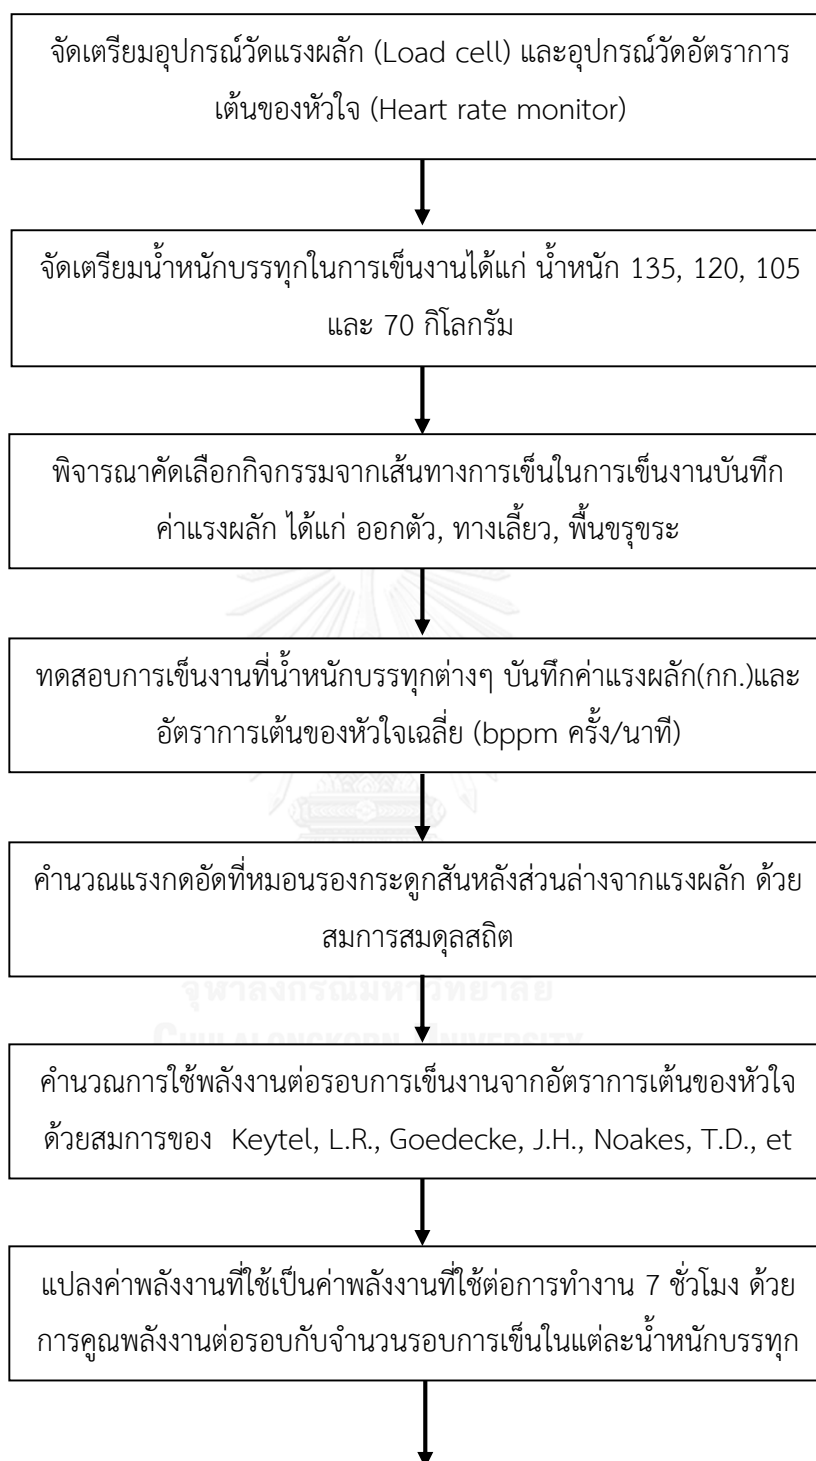 จัดเตรียมอุปกรณ์วัดแรงผลัก (Load cell) และอุปกรณ์วัดอัตราการ
เต้นของหัวใจ (Heart rate monitor)
จัดเตรียมน้ำหนักบรรทุกในการเข็นงานได้แก่ น้ำหนัก 135, 120, 105
และ 70 กิโลกรัม
พิจารณาคัดเลือกกิจกรรมจากเส้นทางการเข็นในการเข็นงานบันทึก
ค่าแรงผลัก ได้แก่ ออกตัว, ทางเลี้ยว, พื้นขรุขระ
ทดสอบการเข็นงานที่น้ำหนักบรรทุกต่างๆ บันทึกค่าแรงผลัก(กก.)และ
อัตราการเต้นของหัวใจเฉลี่ย (bppm ครั้ง/นาที)
คำนวณแรงกดอัดที่หมอนรองกระดูกสันหลังส่วนล่างจากแรงผลัก ด้วย
สมการสมดุลสถิต
จุฬาลงกรณ์มหาวิทยาลัย
CHULALONGKORN UNIVERSITY
คำนวณการใช้พลังงานต่อรอบการเข็นงานจากอัตราการเต้นของหัวใจ
ด้วยสมการของ Keytel, L.R., Goedecke, J.H., Noakes, T.D., et
แปลงค่าพลังงานที่ใช้เป็นค่าพลังงานที่ใช้ต่อการทำงาน 7 ชั่วโมง ด้วย
การคูณพลังงานต่อรอบกับจำนวนรอบการเข็นในแต่ละน้ำหนักบรรทุก